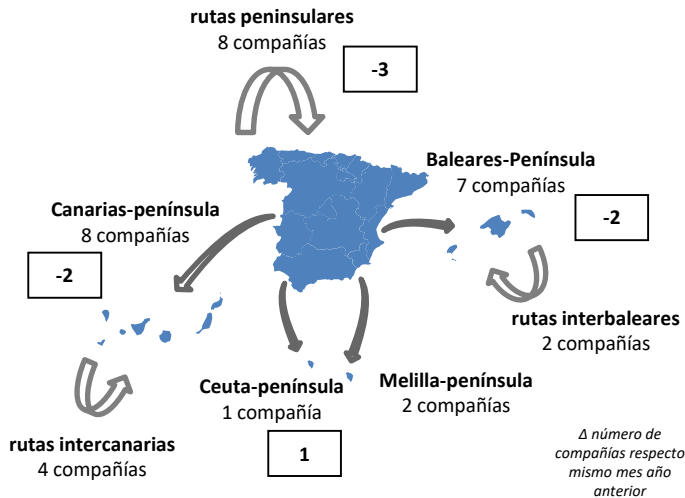 rutas peninsulares
8 compañías
-3
Baleares-Península
7 compañías
-2
Canarias-península
8 compañías
-2
rutas interbaleares
2 compañías
Ceuta-península
1 compañía
1
Melilla-península
2 compañías
rutas intercanarias
4 compañías
Δ número de
compañías respecto
mismo mes año
anterior